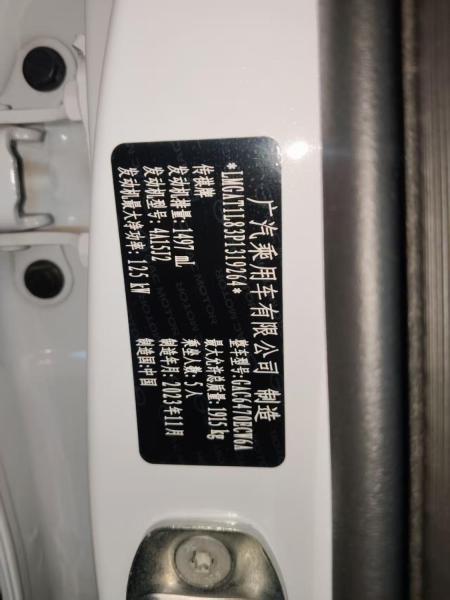 广汽乘用车有限公司 制造
*LMGAT1L83P1319264*
传祺牌 整车型号:GAC6470ECW6A
发动机排量:1497 mL 最大允许总质量:1915 kg
发动机型号:4A15J2 乘坐人数:5人
发动机最大净功率:125 kW 制造年月:2023年11月
制造国:中国